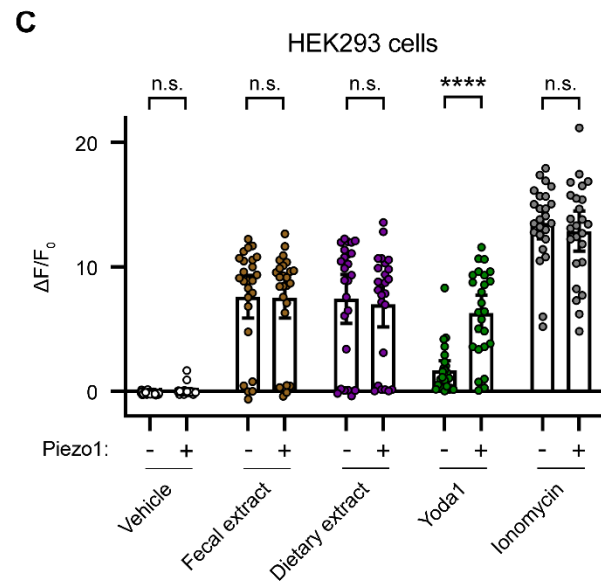 C
HEK293 cells
n.s. n.s. n.s. **** n.s.
20
10
0
ΔF/F0
Piezo1: - + - + - + - + - +
Vehicle
Fecal extract
Dietary extract
Yoda1
Ionomycin